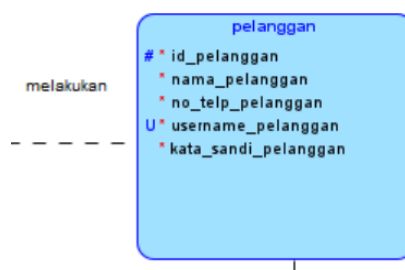 pelanggan
# * id_pelanggan
* nama_pelanggan
melakukan
* no_telp_pelanggan
U * username_pelanggan
* kata_sandi_pelanggan